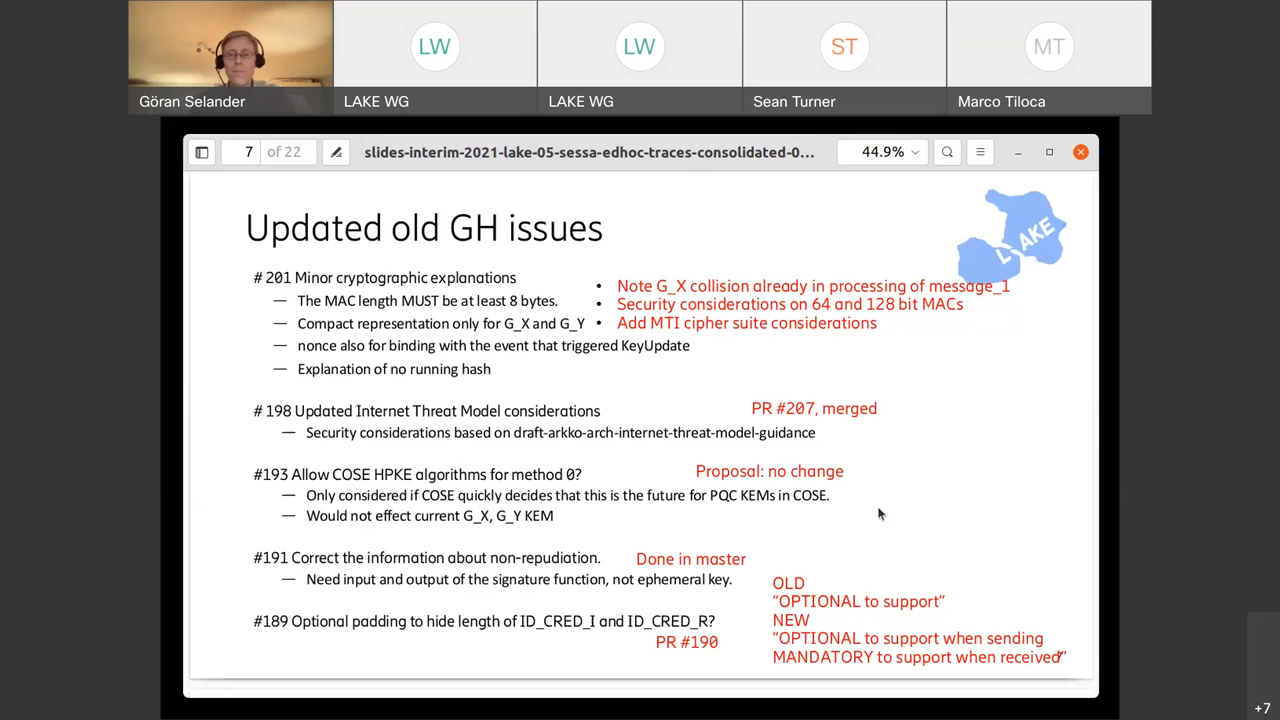 LW
LW
ST
MT
Göran Selander
LAKE WG
LAKE WG
Sean Turner
Marco Tiloca
7 of 22
slides-interim-2021-lake-05-sessa-edhoc-traces-consolidated-0…
44.9%
Updated old GH issues
LAKE
# 201 Minor cryptographic explanations
— The MAC length MUST be at least 8 bytes.
— Compact representation only for G_X and G_Y
— nonce also for binding with the event that triggered KeyUpdate
— Explanation of no running hash
• Note G_X collision already in processing of message_1
• Security considerations on 64 and 128 bit MACs
• Add MTI cipher suite considerations
# 198 Updated Internet Threat Model considerations
PR #207, merged
— Security considerations based on draft-arkko-arch-internet-threat-model-guidance
#193 Allow COSE HPKE algorithms for method 0?
Proposal: no change
— Only considered if COSE quickly decides that this is the future for PQC KEMs in COSE.
— Would not effect current G_X, G_Y KEM
#191 Correct the information about non-repudiation.
Done in master
— Need input and output of the signature function, not ephemeral key.
#189 Optional padding to hide length of ID_CRED_I and ID_CRED_R?
PR #190
OLD
”OPTIONAL to support”
NEW
”OPTIONAL to support when sending
MANDATORY to support when received”
7
+7